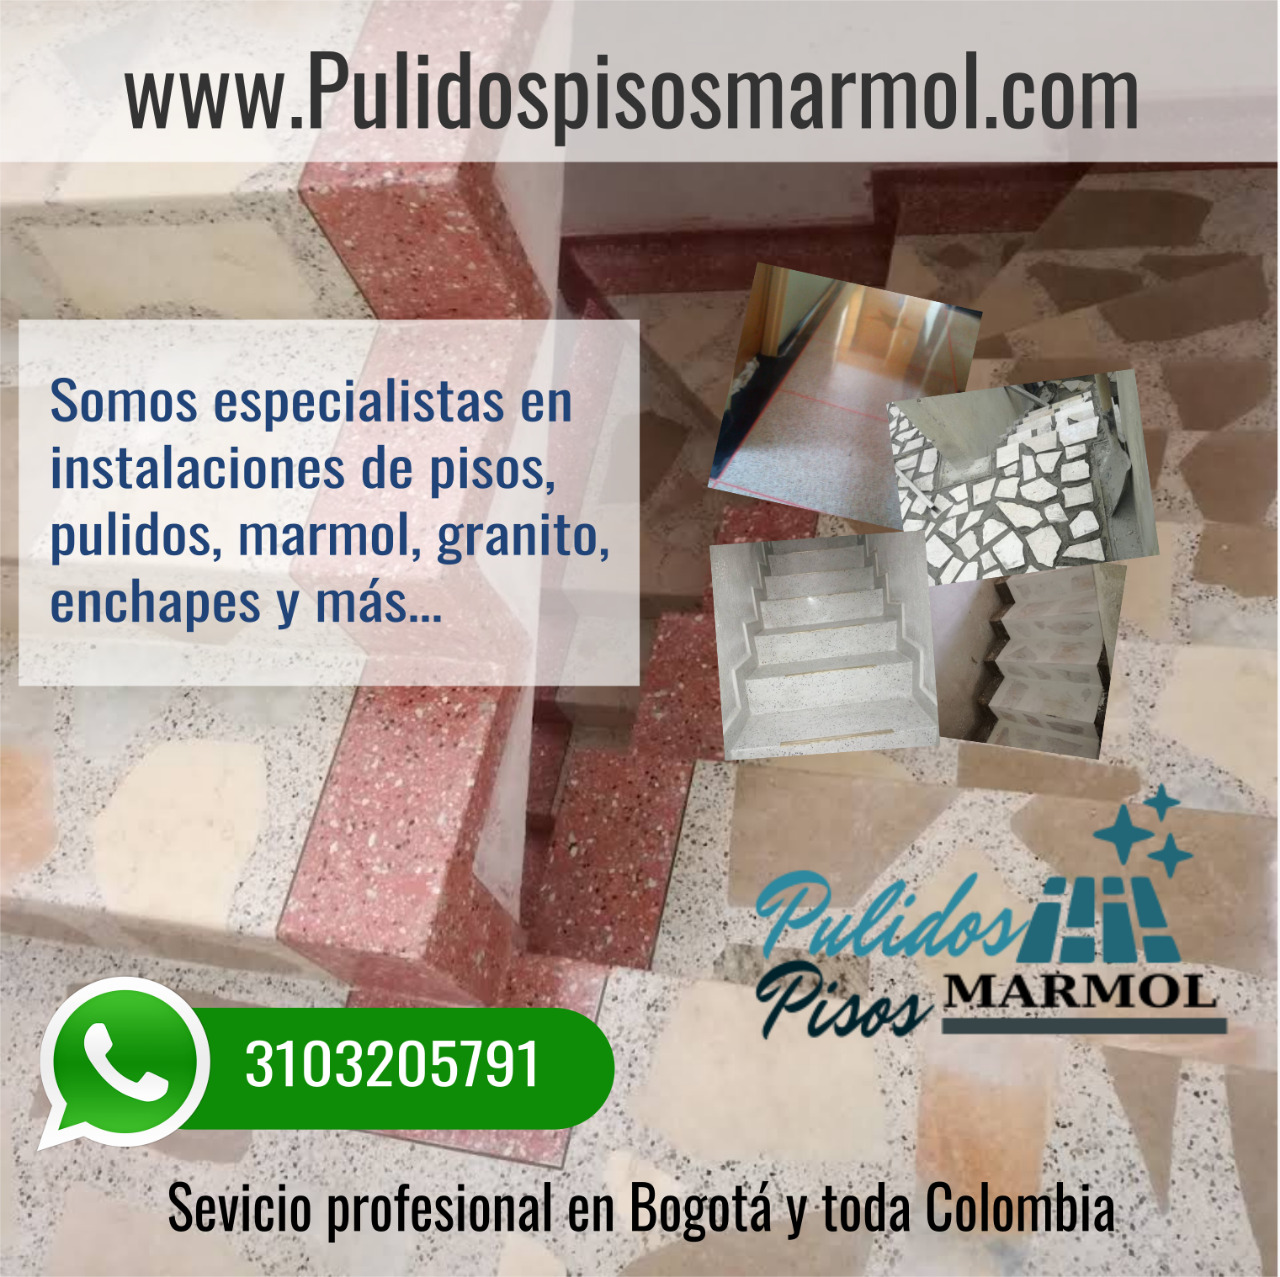 www.Pulidospisosmarmol.com
Somos especialistas en
instalaciones de pisos,
pulidos, marmol, granito,
enchapes y más...
Pulidos
Pisos MARMOL
3103205791
Sevicio profesional en Bogotá y toda Colombia